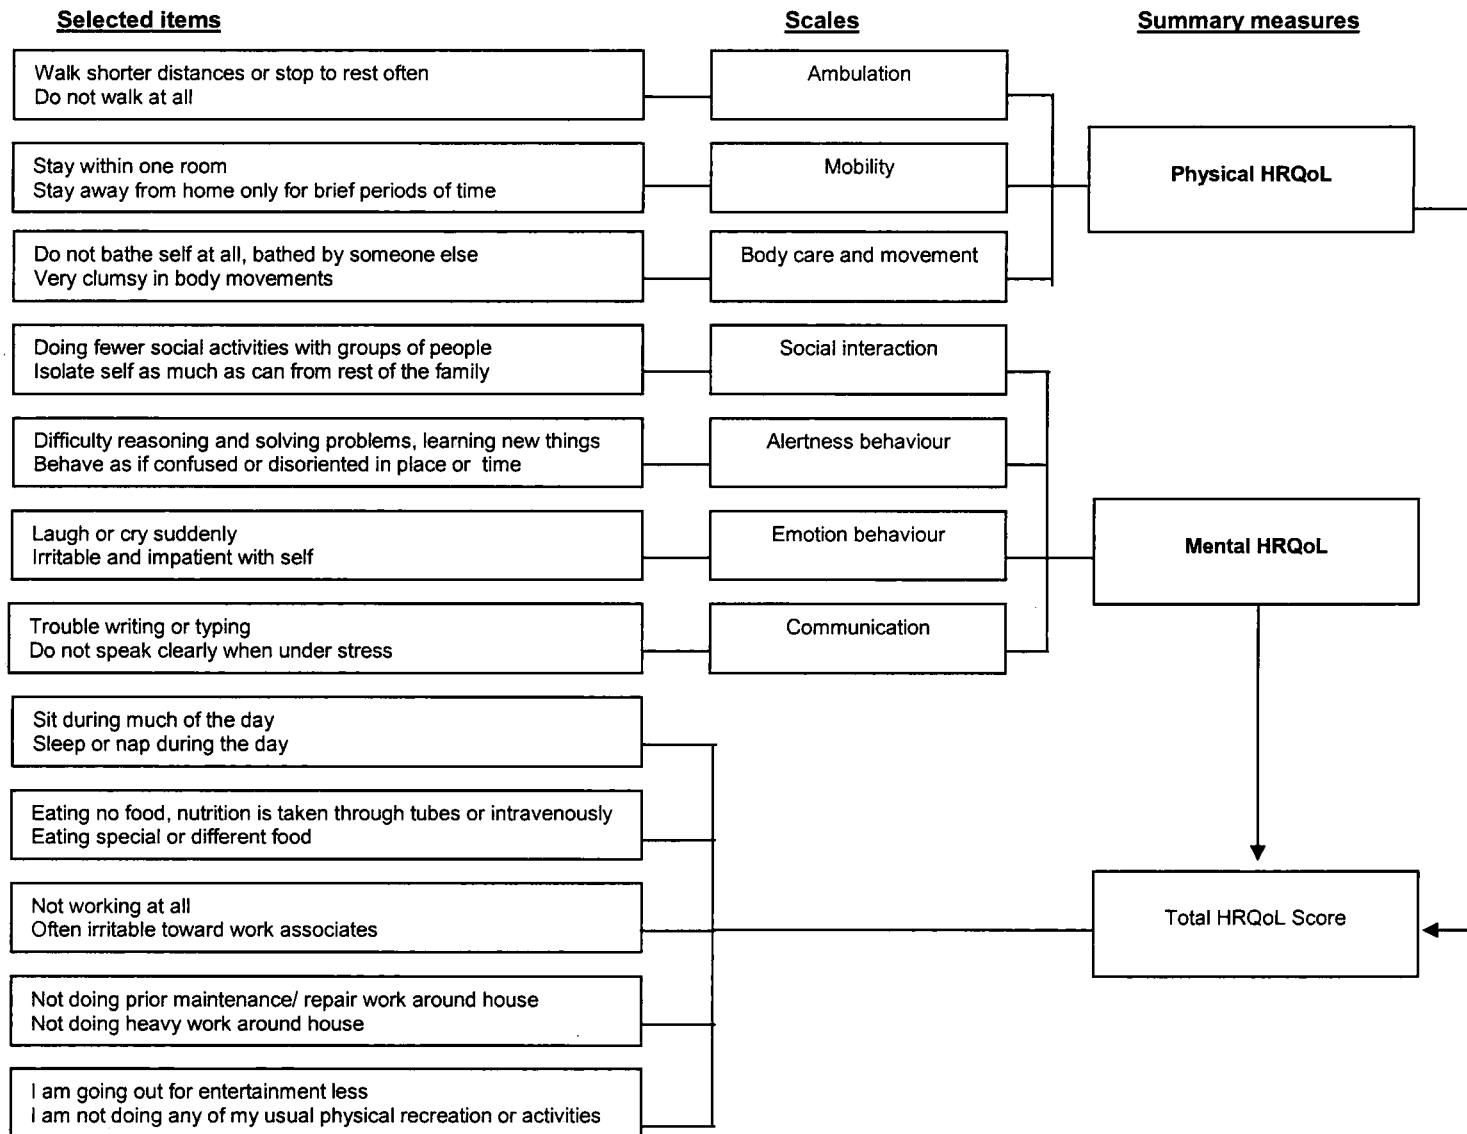 Selected items
Scales
Summary measures
Walk shorter distances or stop to rest often
Do not walk at all
Ambulation
Stay within one room
Stay away from home only for brief periods of time
Mobility
Physical HRQoL
Do not bathe self at all, bathed by someone else
Very clumsy in body movements
Body care and movement
Doing fewer social activities with groups of people
Isolate self as much as can from rest of the family
Social interaction
Difficulty reasoning and solving problems, learning new things
Behave as if confused or disoriented in place or time
Alertness behaviour
Laugh or cry suddenly
Irritable and impatient with self
Emotion behaviour
Mental HRQoL
Trouble writing or typing
Do not speak clearly when under stress
Communication
Sit during much of the day
Sleep or nap during the day
Eating no food, nutrition is taken through tubes or intravenously
Eating special or different food
Not working at all
Often irritable toward work associates
Total HRQoL Score
Not doing prior maintenance/ repair work around house
Not doing heavy work around house
I am going out for entertainment less
I am not doing any of my usual physical recreation or activities